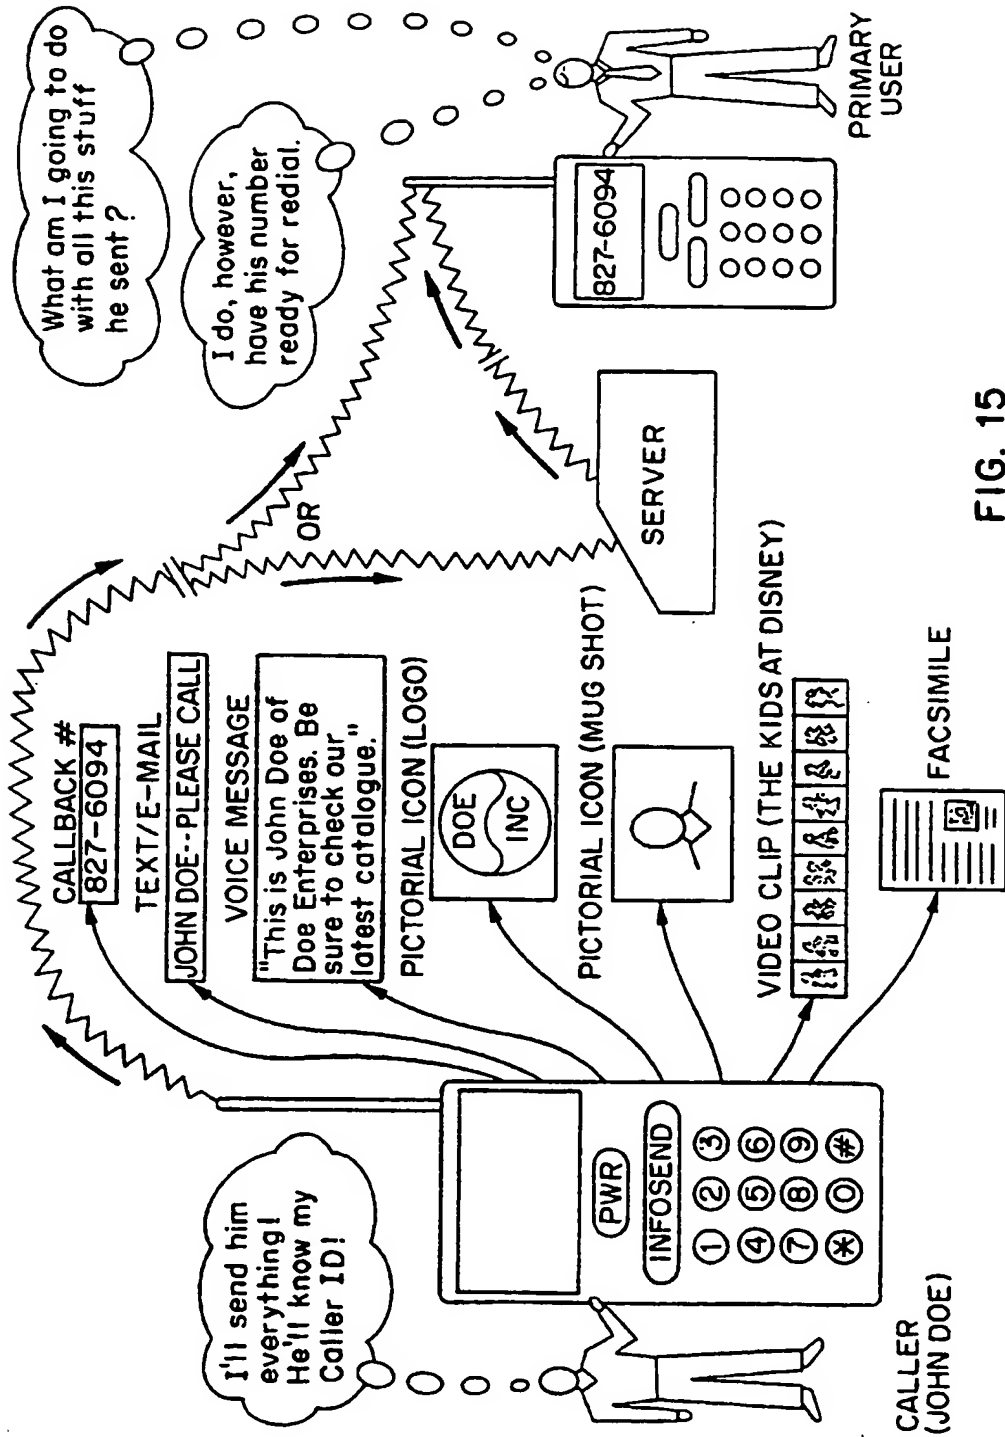 What am I going to do
with all this stuff
he sent?
I do, however,
have his number
ready for redial.
827-6094
PRIMARY
USER
OR
SERVER
CALLBACK #
827-6094
TEXT/E-MAIL
JOHN DOE--PLEASE CALL
VOICE MESSAGE
"This is John Doe of
Doe Enterprises. Be
sure to check our
latest catalogue."
PICTORIAL ICON (LOGO)
DOE
INC
PICTORIAL ICON (MUG SHOT)
VIDEO CLIP (THE KIDS AT DISNEY)
FACSIMILE
I'll send him
everything!
He'll know my
Caller ID!
PWR
INFOSEND
1 2 3
4 5 6
7 8 9
* 0 #
CALLER
(JOHN DOE)
FIG. 15